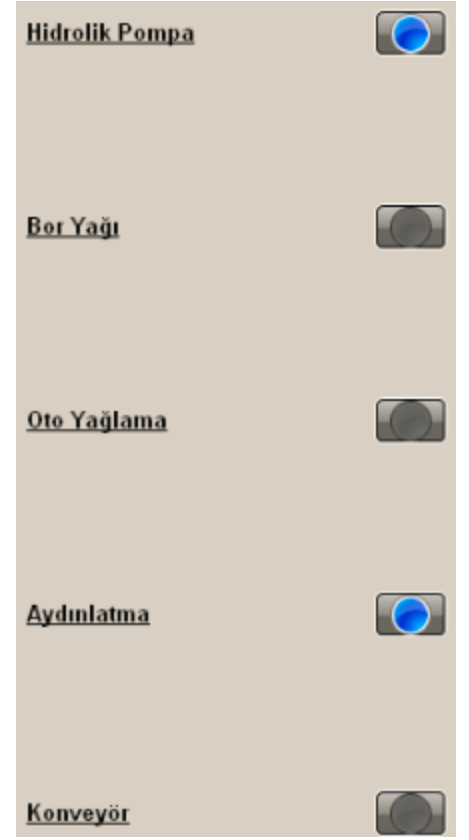 Hidrolik Pompa
Bor Yağı
Oto Yağlama
Aydınlatma
Konveyör